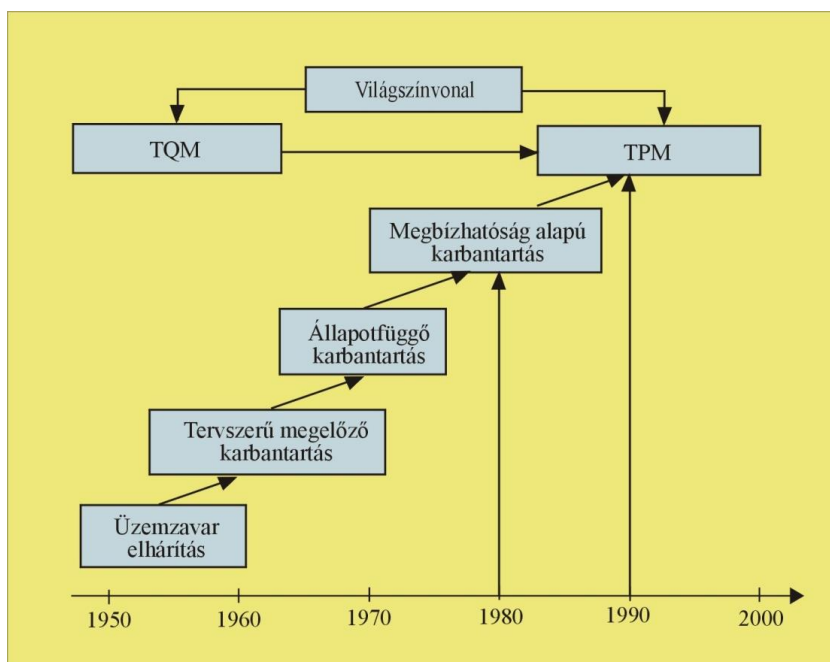 Világszínvonal
TQM
TPM
Megbízhatóság alapú
karbantartás
Állapotfüggő
karbantartás
Tervszerű megelőző
karbantartás
Üzemzavar
elhárítás
1950
1960
1970
1980
1990
2000